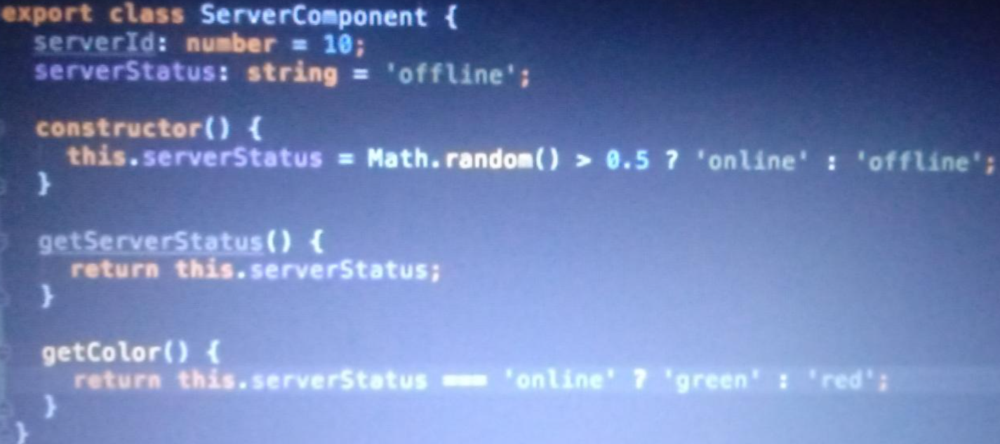 export class ServerComponent {
serverId: number = 10;
serverStatus: string = 'offline';
constructor() {
this.serverStatus = Math.random() > 0.5 ? 'online' : 'offline';
}
getServerStatus() {
return this.serverStatus;
}
getColor() {
return this.serverStatus === 'online' ? 'green' : 'red';
}
}